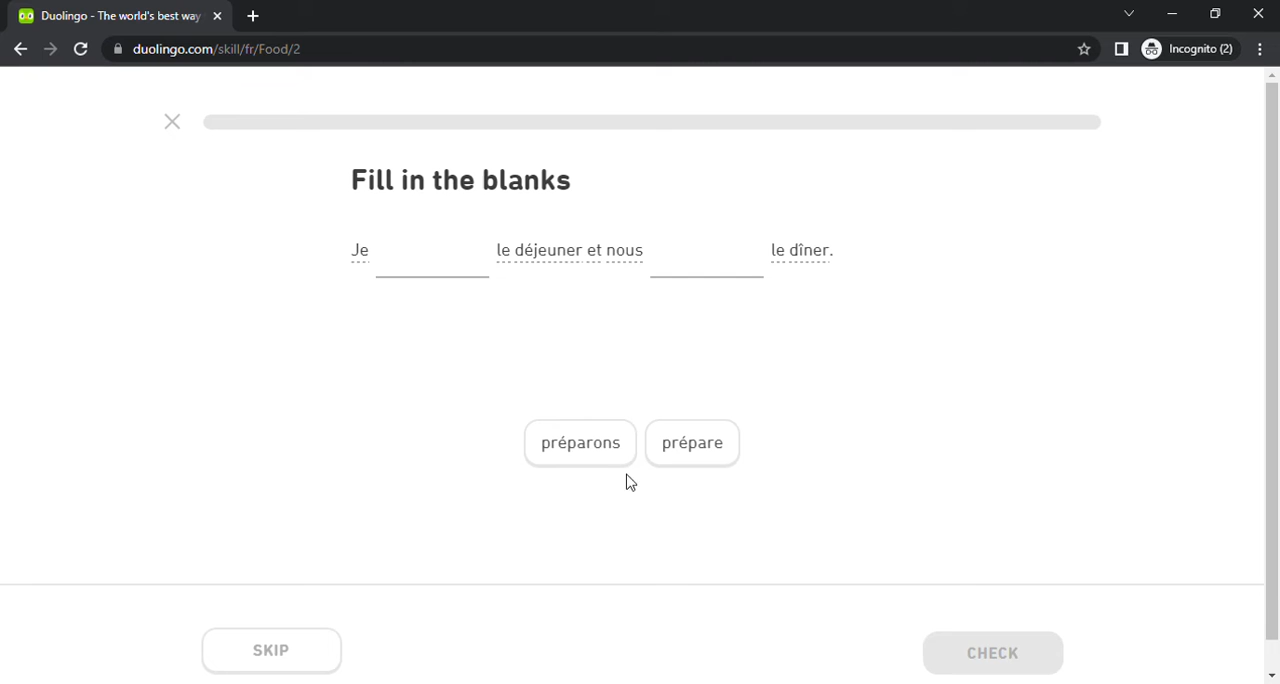 Duolingo - The world's best way
duolingo.com/skill/fr/Food/2
Incognito (2)
Fill in the blanks
Je le déjeuner et nous le dîner.
préparons prépare
SKIP CHECK